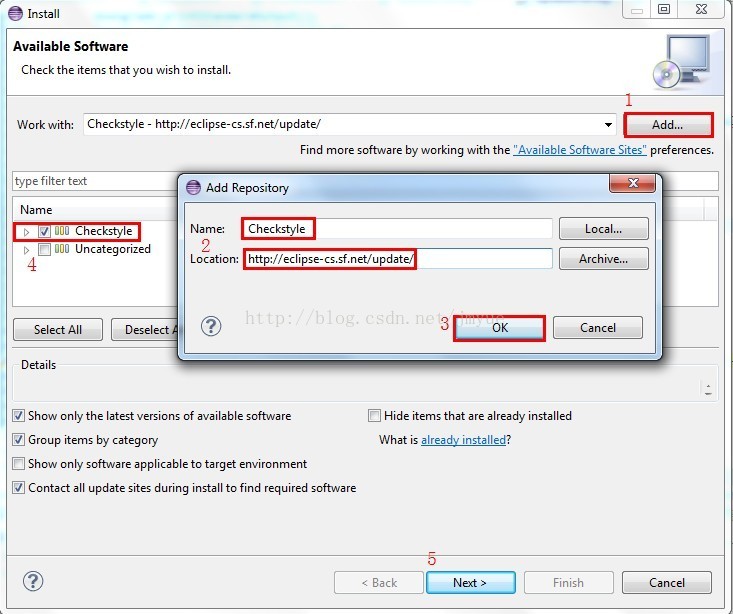 Install
Available Software
Check the items that you wish to install.
1
Work with: Checkstyle - http://eclipse-cs.sf.net/update/ Add...
Find more software by working with the "Available Software Sites" preferences.
type filter text
Add Repository
Name
Name: Checkstyle Local...
Checkstyle
2
Uncategorized
Location: http://eclipse-cs.sf.net/update/ Archive...
4
http://blog.csdn.net/
3 OK Cancel
Select All Deselect A
Details
Show only the latest versions of available software Hide items that are already installed
Group items by category What is already installed?
Show only software applicable to target environment
Contact all update sites during install to find required software
5
< Back Next > Finish Cancel